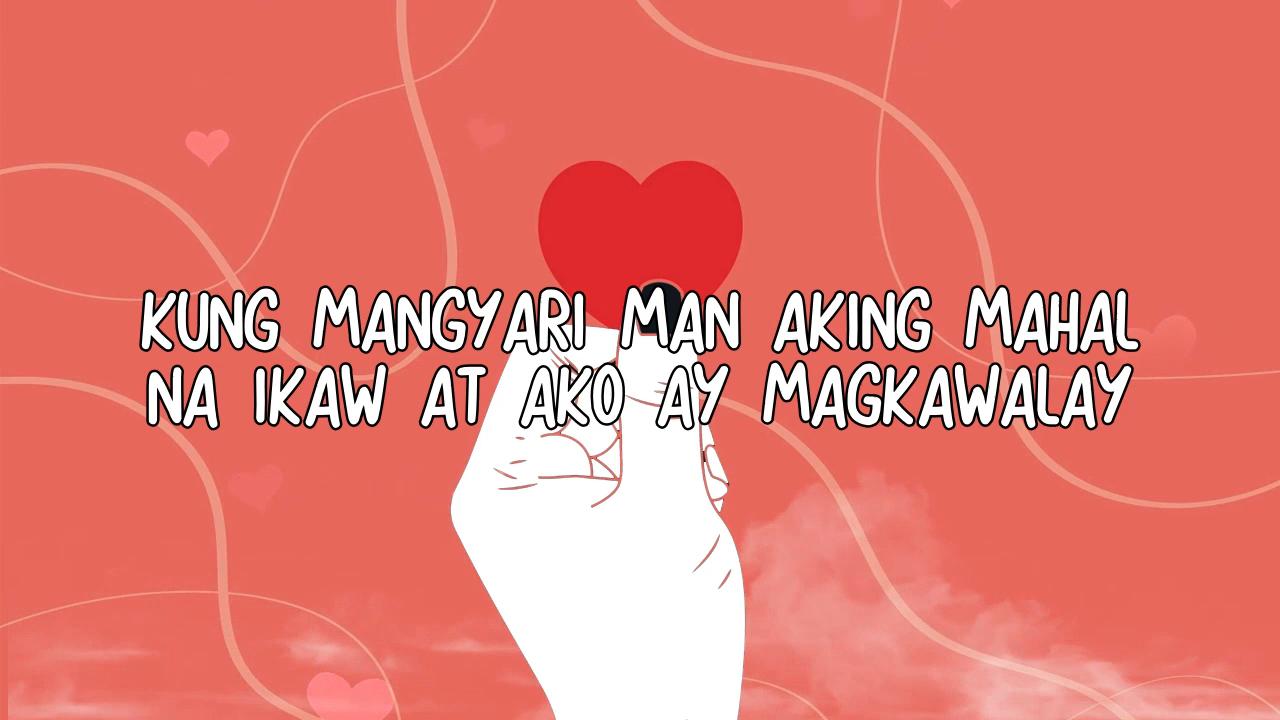 KUNG MANGYARI MAN AKING MAHAL
NA IKAW AT AKO AY MAGKAWALAY